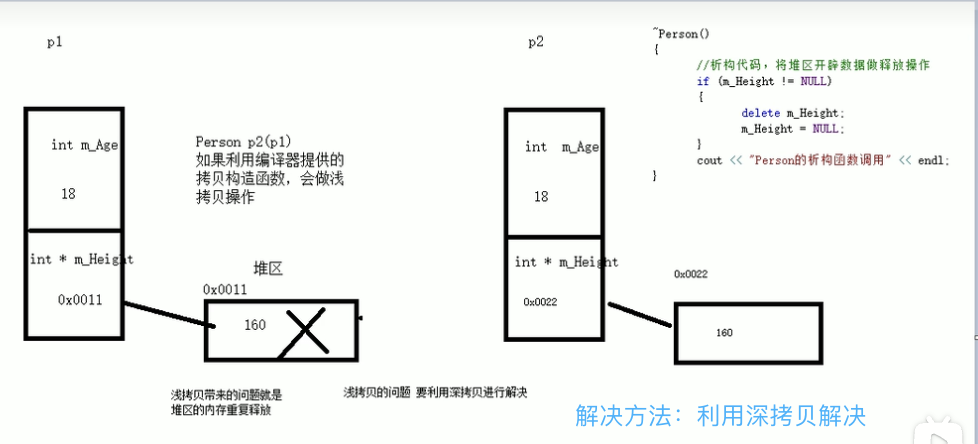 p1
int m_Age
18
int * m_Height
0x0011
Person p2(p1)
如果利用编译器提供的
拷贝构造函数，会做浅
拷贝操作
堆区
0x0011
160
浅拷贝带来的问题就是
堆区的内存重复释放
浅拷贝的问题 要利用深拷贝进行解决
p2
int m_Age
18
int * m_Height
0x0022
0x0022
160
~Person()
{
//析构代码，将堆区开辟数据做释放操作
if (m_Height != NULL)
{
delete m_Height;
m_Height = NULL;
}
cout << "Person的析构函数调用" << endl;
}
解决方法：利用深拷贝解决